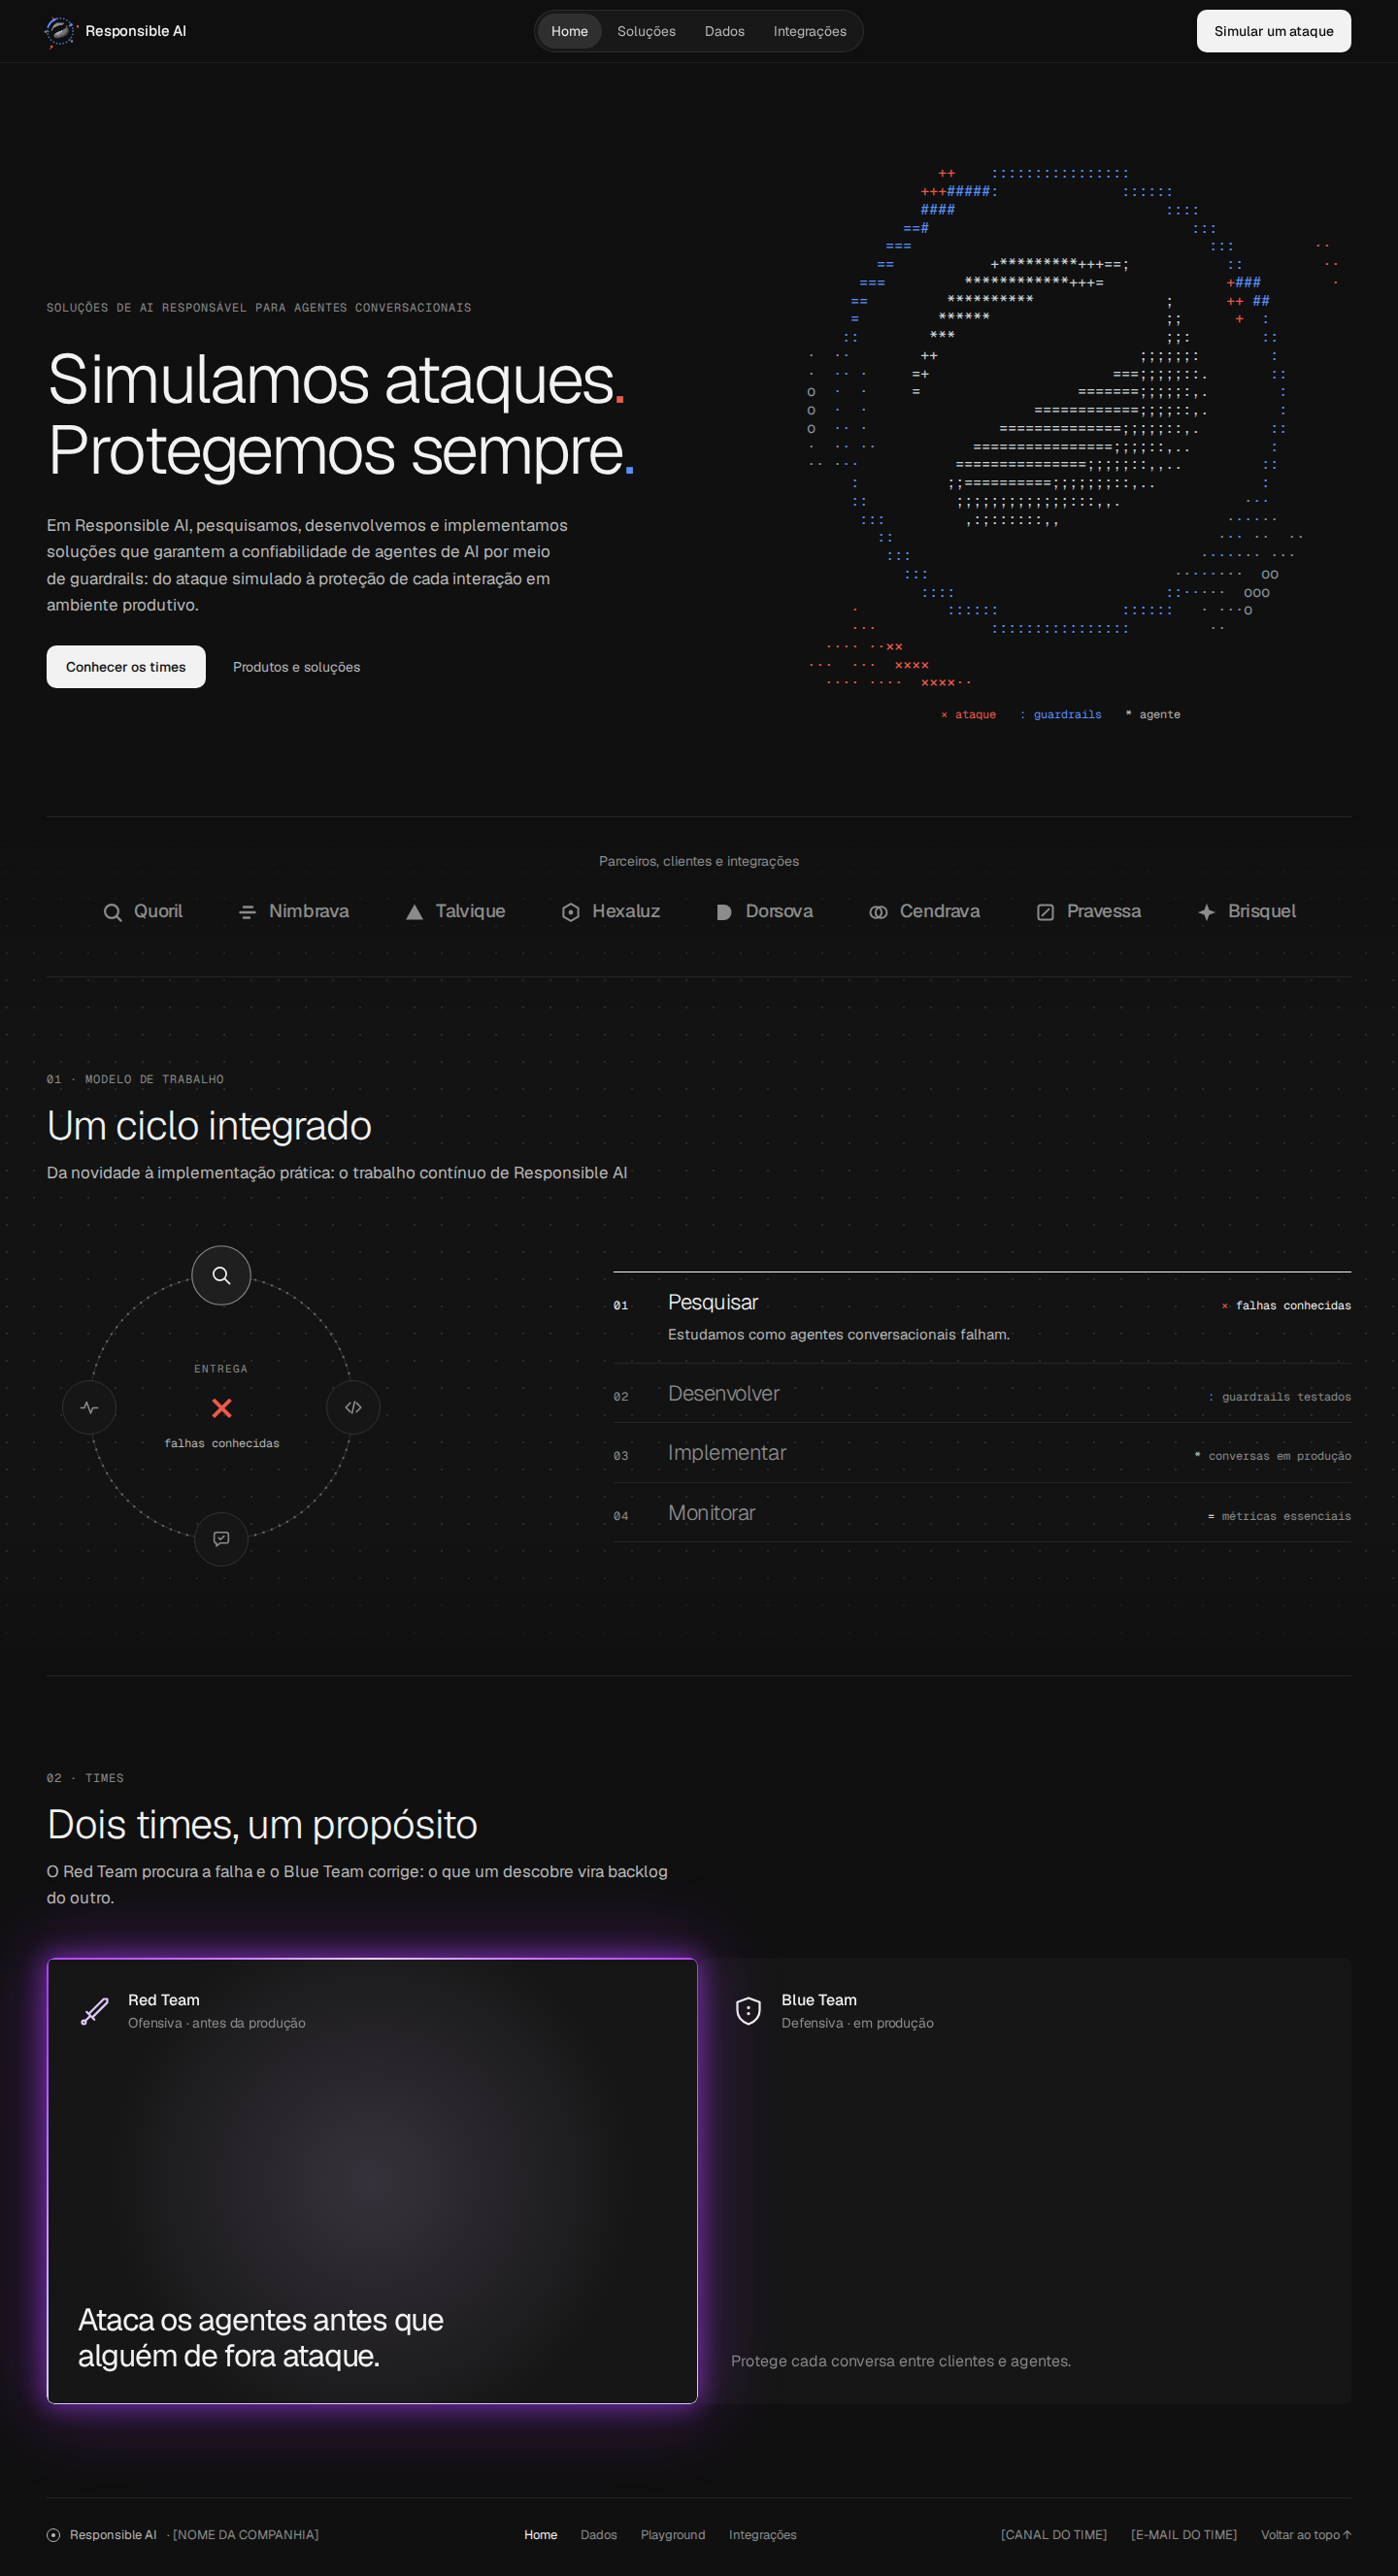 Responsible AI
Home
Soluções
Dados
Integrações
Simular um ataque
SOLUÇÕES DE AI RESPONSÁVEL PARA AGENTES CONVERSACIONAIS
Simulamos ataques.
Protegemos sempre.
Em Responsible AI, pesquisamos, desenvolvemos e implementamos
soluções que garantem a confiabilidade de agentes de AI por meio
de guardrails: do ataque simulado à proteção de cada interação em
ambiente produtivo.
Conhecer os times
Produtos e soluções
× ataque : guardrails * agente
Parceiros, clientes e integrações
Quoril
Nimbrava
Talvique
Hexaluz
Dorsova
Cendrava
Pravessa
Brisquel
01 · MODELO DE TRABALHO
Um ciclo integrado
Da novidade à implementação prática: o trabalho contínuo de Responsible AI
ENTREGA
×
falhas conhecidas
01 Pesquisar × falhas conhecidas
Estudamos como agentes conversacionais falham.
02 Desenvolver : guardrails testados
03 Implementar * conversas em produção
04 Monitorar = métricas essenciais
02 · TIMES
Dois times, um propósito
O Red Team procura a falha e o Blue Team corrige: o que um descobre vira backlog
do outro.
Red Team
Ofensiva · antes da produção
Ataca os agentes antes que
alguém de fora ataque.
Blue Team
Defensiva · em produção
Protege cada conversa entre clientes e agentes.
Responsible AI · [NOME DA COMPANHIA]
Home
Dados
Playground
Integrações
[CANAL DO TIME]
[E-MAIL DO TIME]
Voltar ao topo ↑